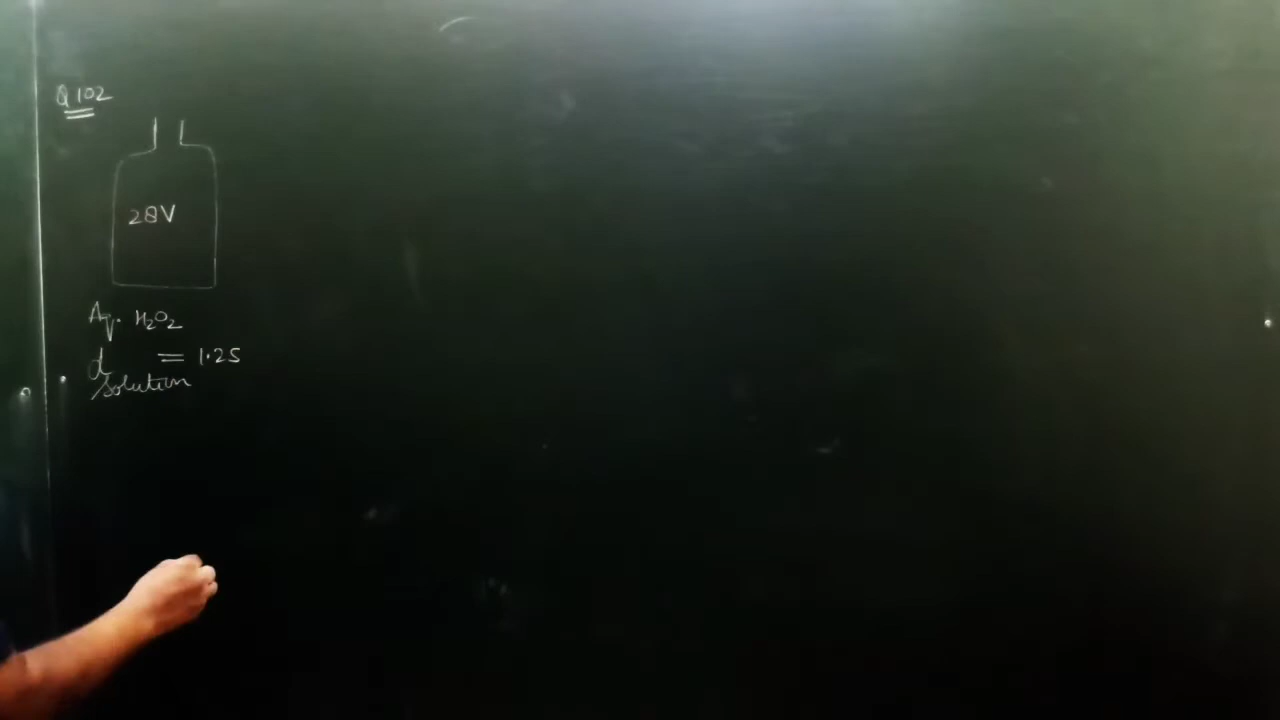 Q 102
28V
Aq. H₂O₂
d solution = 1.25